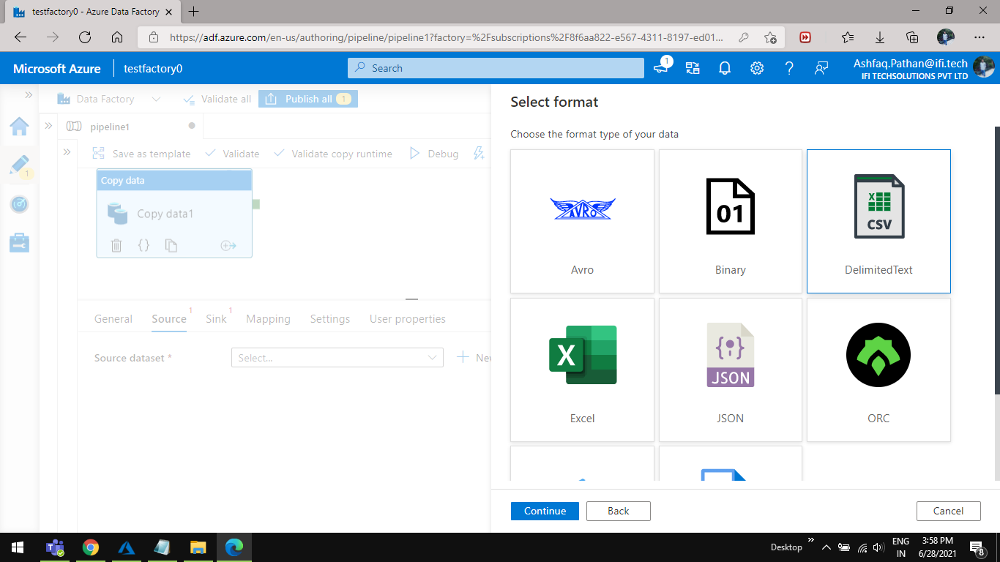 testfactory0 - Azure Data Factory
https://adf.azure.com/en-us/authoring/pipeline/pipeline1?factory=%2Fsubscriptions%2F8f6aa822-e567-4311-8197-ed01...
Microsoft Azure
testfactory0
Search
1
Ashfaq.Pathan@ifi.tech
IFI TECHSOLUTIONS PVT LTD
Data Factory
Validate all
Publish all
1
pipeline1
1
Save as template
Validate
Validate copy runtime
Debug
Copy data
Copy data1
General
Source 1
Sink 1
Mapping
Settings
User properties
Source dataset *
Select...
New
Select format
Choose the format type of your data
AVRO
Avro
01
Binary
X
CSV
DelimitedText
X
Excel
JSON
JSON
ORC
Continue
Back
Cancel
Desktop
ENG
IN
3:58 PM
6/28/2021
8